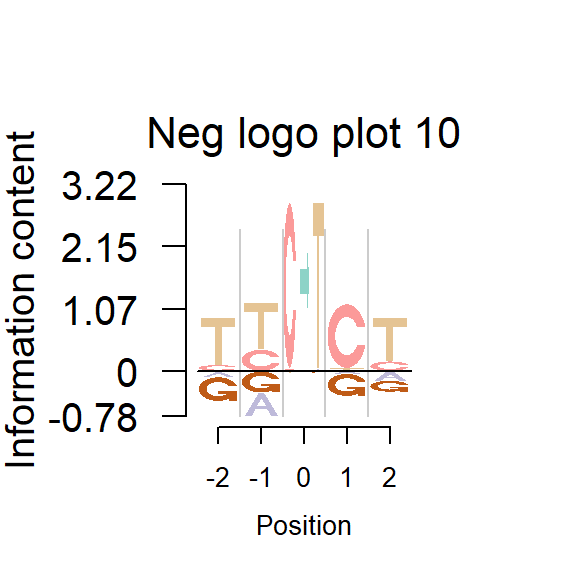 Neg logo plot 10
Information content
3.22
2.15
1.07
0
-0.78
T C A G
T C G A
C T
C G
T C A G
-2 -1 0 1 2
Position